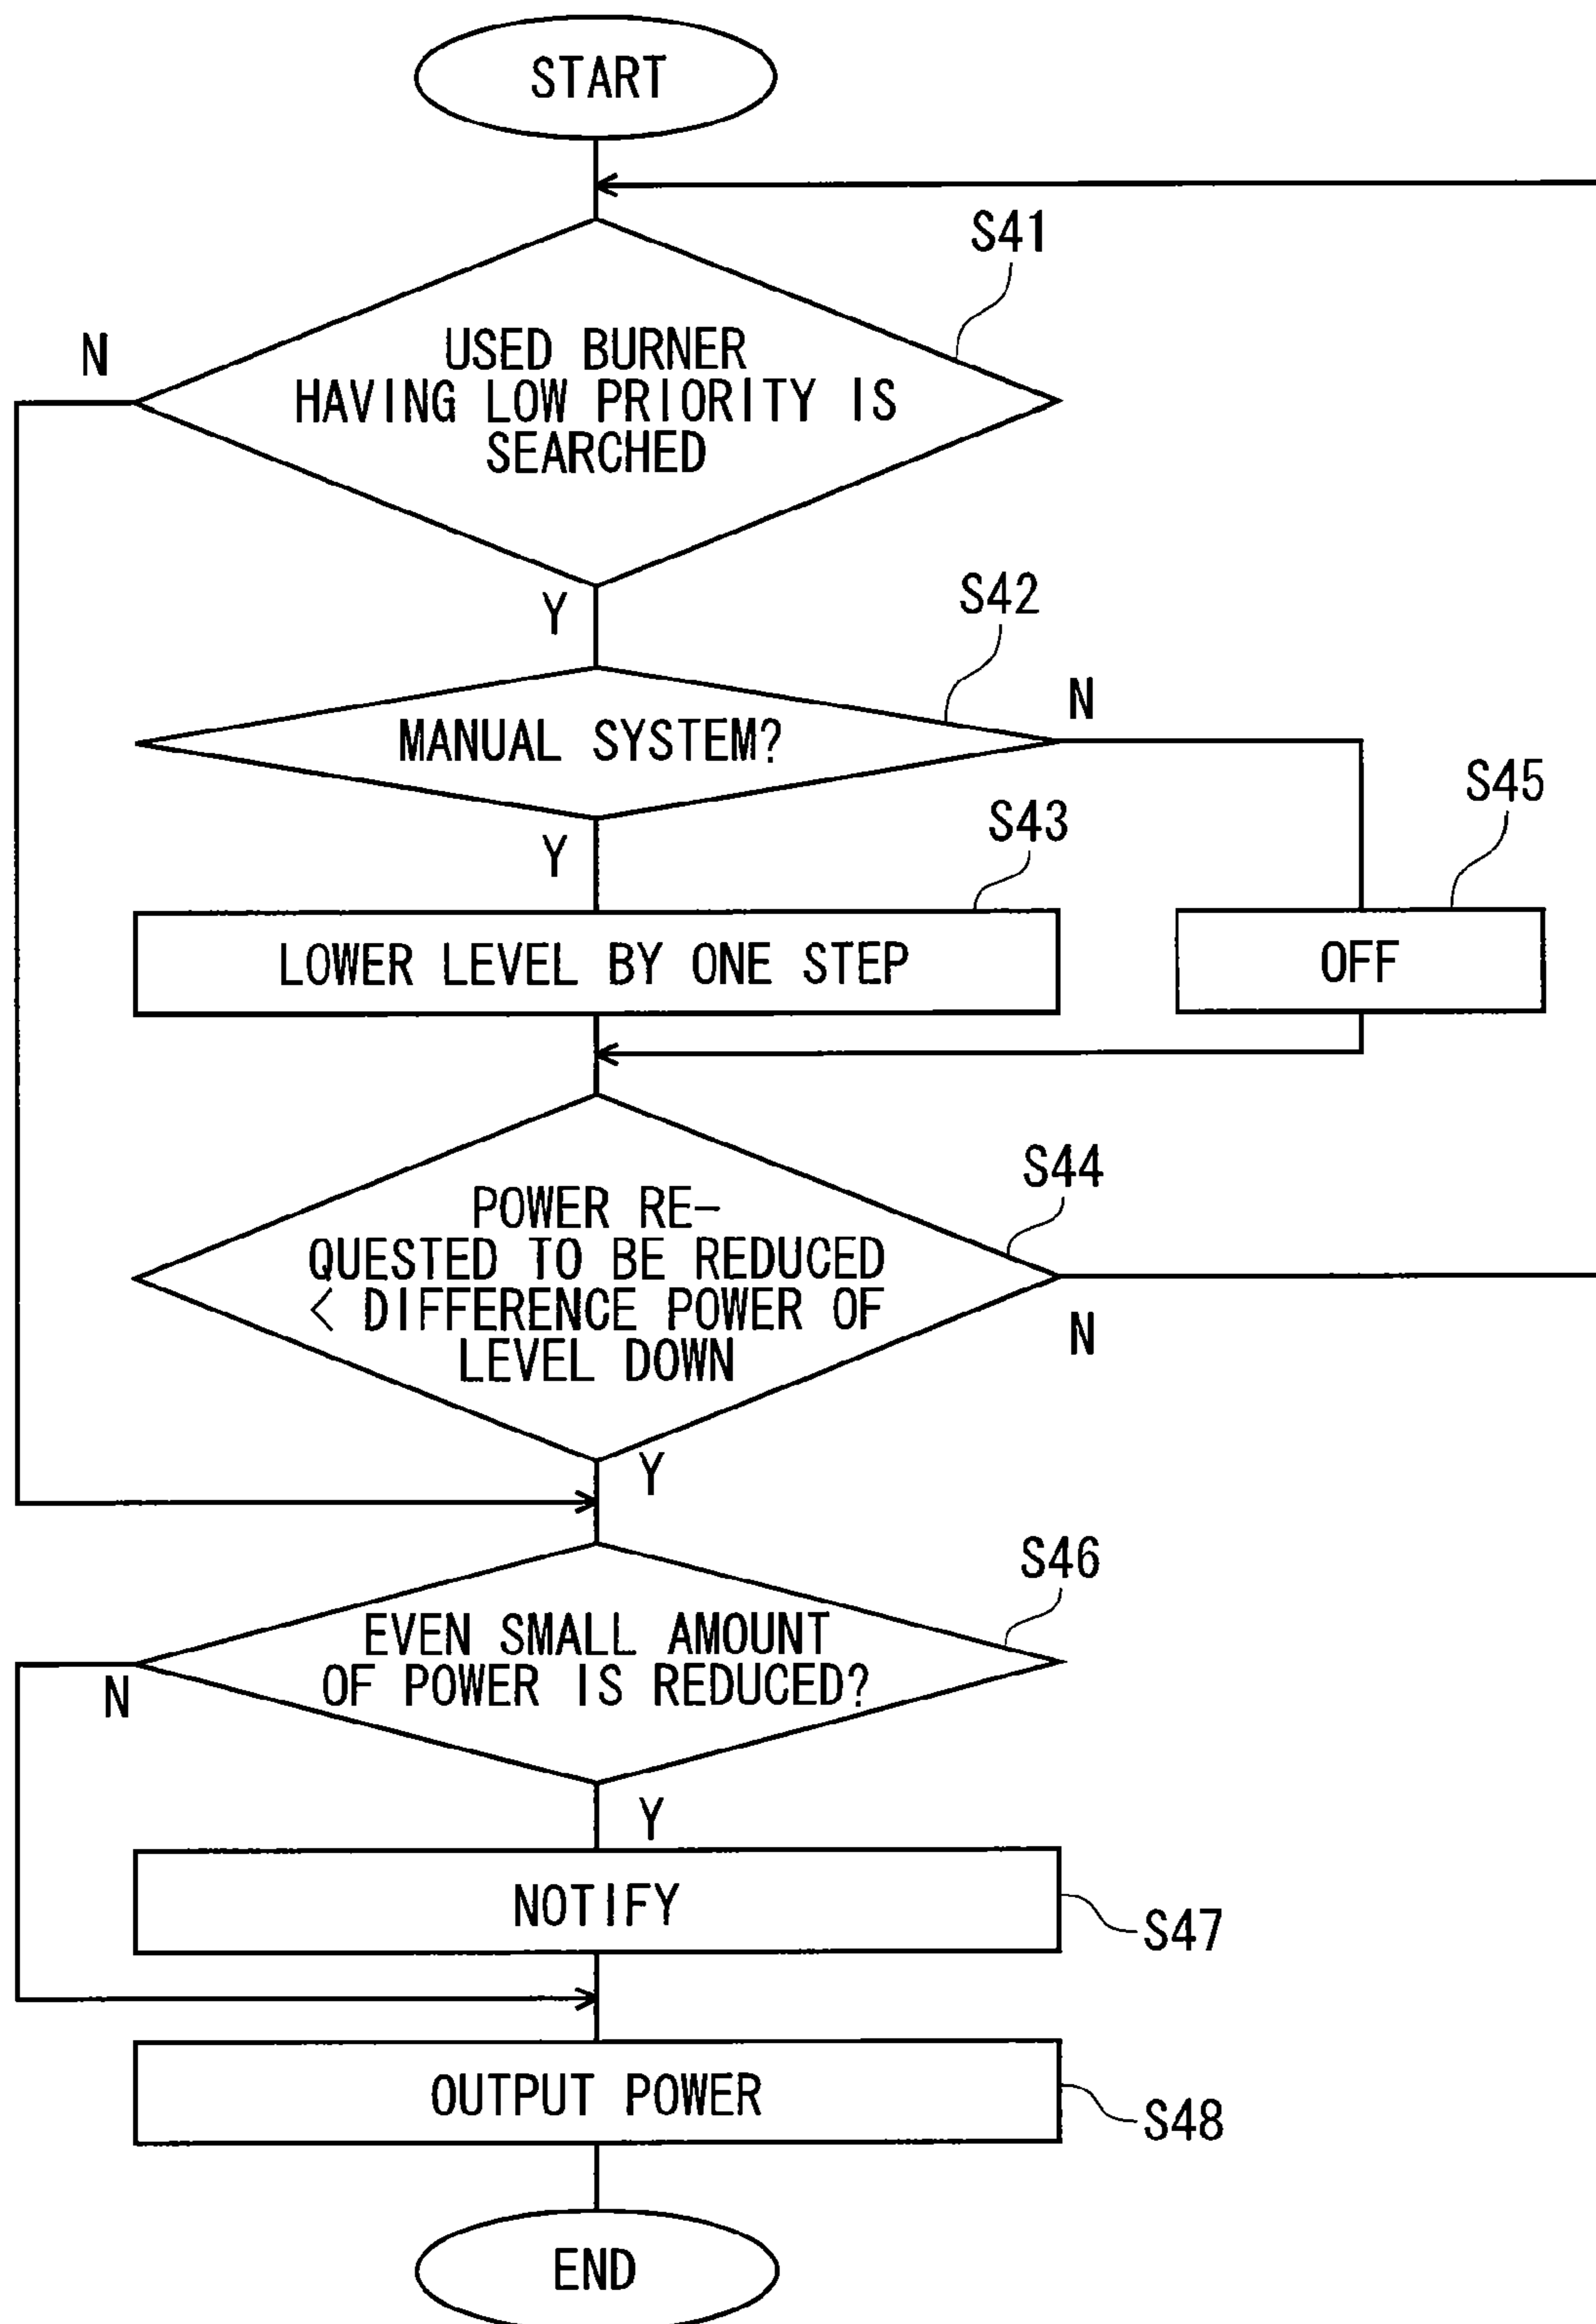 START
S41
N
USED BURNER
HAVING LOW PRIORITY IS
SEARCHED
Y
S42
N
MANUAL SYSTEM?
Y
S43
S45
LOWER LEVEL BY ONE STEP
OFF
S44
POWER RE-
QUESTED TO BE REDUCED
< DIFFERENCE POWER OF
LEVEL DOWN
N
Y
S46
EVEN SMALL AMOUNT
OF POWER IS REDUCED?
N
Y
NOTIFY
S47
OUTPUT POWER
S48
END